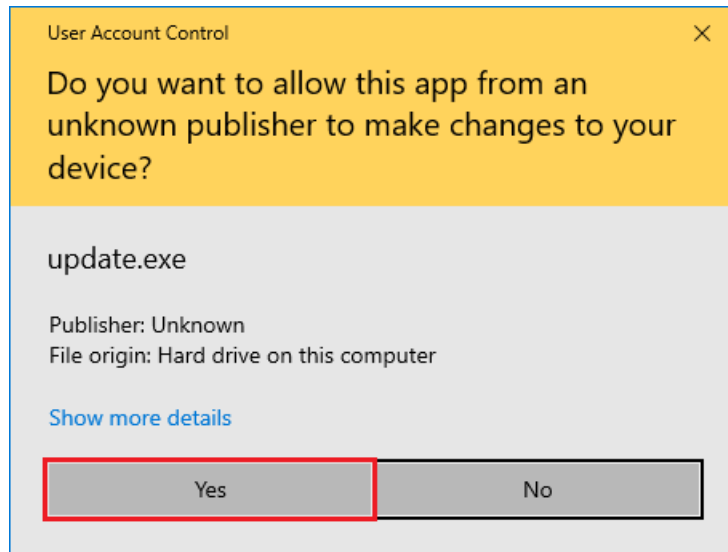 User Account Control
Do you want to allow this app from an
unknown publisher to make changes to your
device?
update.exe
Publisher: Unknown
File origin: Hard drive on this computer
Show more details
Yes
No